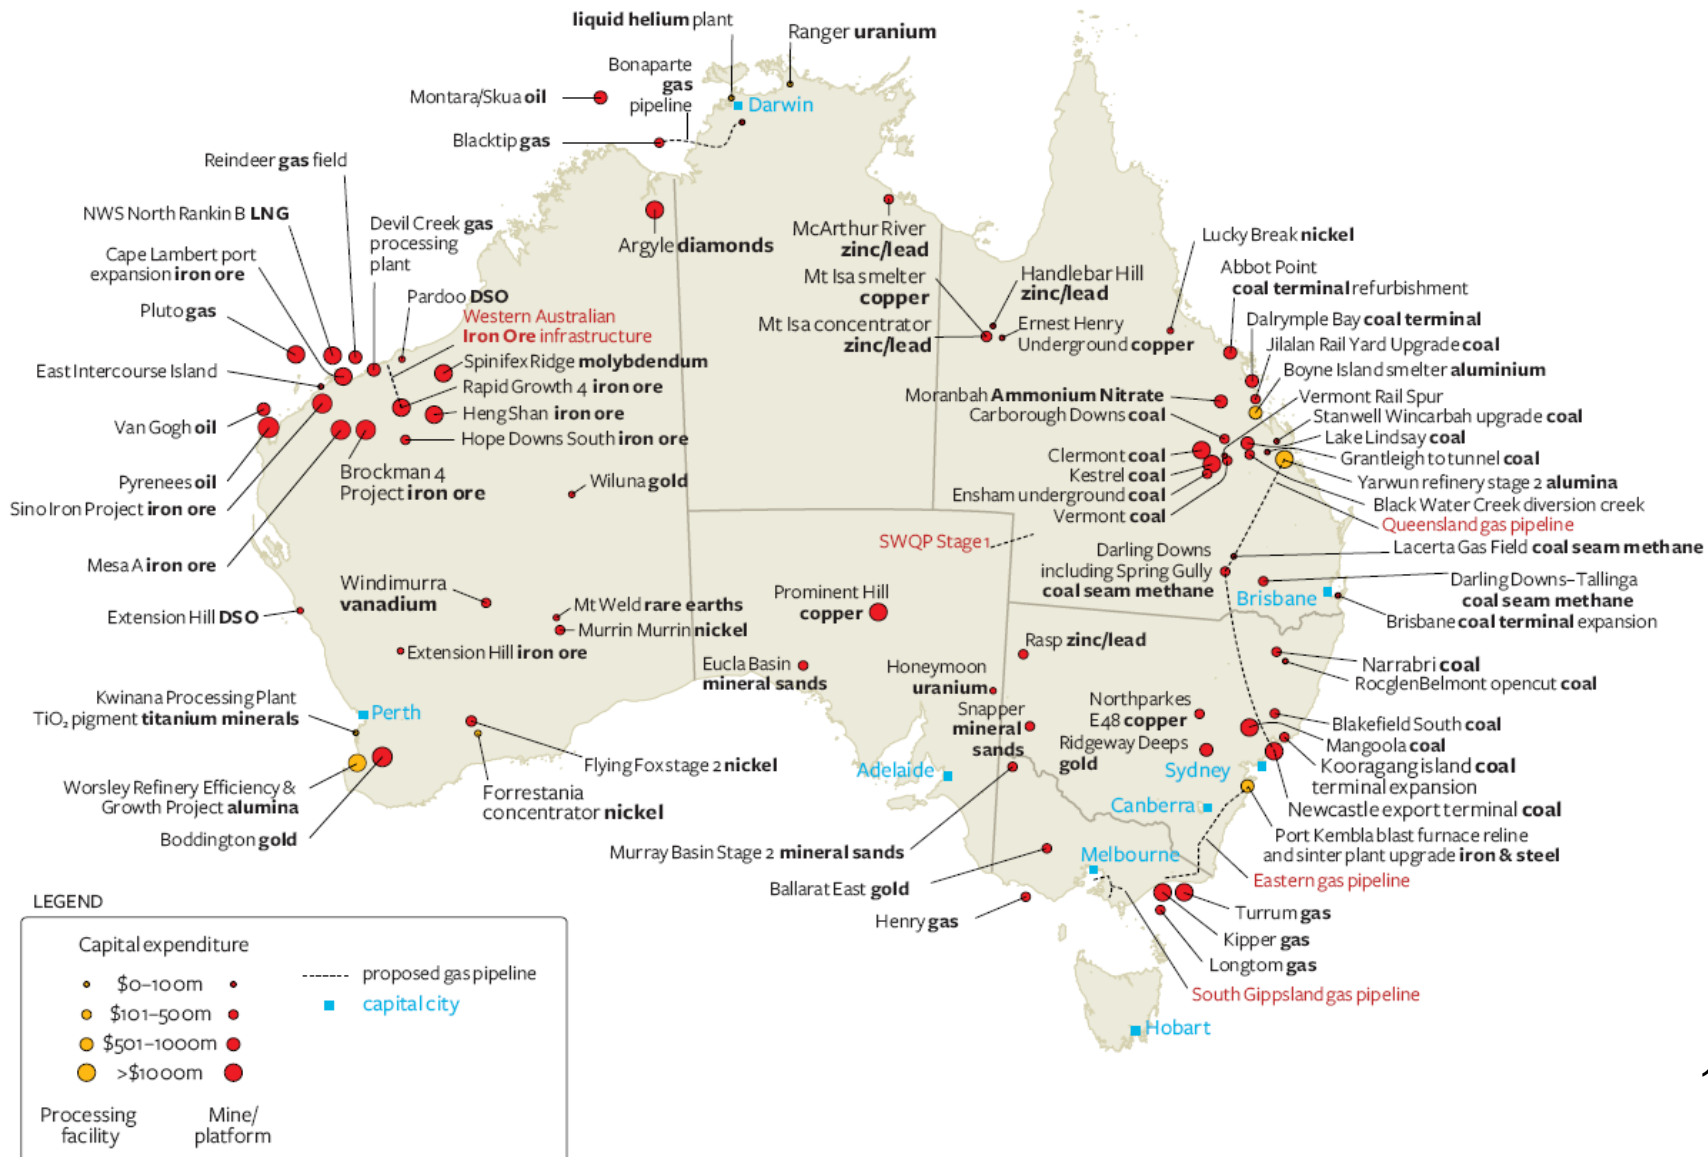 liquid helium plant
Ranger uranium
Bonaparte
gas
pipeline
Montara/Skua oil
Darwin
Blacktip gas
Reindeer gas field
NWS North Rankin B LNG
Devil Creek gas
processing
plant
Cape Lambert port
expansion iron ore
Pluto gas
Pardoo DSO
Western Australian
Iron Ore infrastructure
Spinifex Ridge molybdendum
East Intercourse Island
Rapid Growth 4 iron ore
Heng Shan iron ore
Van Gogh oil
Hope Downs South iron ore
Brockman 4
Project iron ore
Pyrenees oil
Sino Iron Project iron ore
Mesa A iron ore
Wiluna gold
Argyle diamonds
McArthur River
zinc/lead
Mt Isa smelter
copper
Mt Isa concentrator
zinc/lead
Handlebar Hill
zinc/lead
Ernest Henry
Underground copper
Lucky Break nickel
Abbot Point
coal terminal refurbishment
Dalrymple Bay coal terminal
Jilalan Rail Yard Upgrade coal
Boyne Island smelter aluminium
Moranbah Ammonium Nitrate
Vermont Rail Spur
Carborough Downs coal
Stanwell Wincarbah upgrade coal
Lake Lindsay coal
Clermont coal
Grantleigh to tunnel coal
Kestrel coal
Yarwun refinery stage 2 alumina
Ensham underground coal
Black Water Creek diversion creek
Vermont coal
Queensland gas pipeline
SWQP Stage 1
Lacerta Gas Field coal seam methane
Darling Downs
including Spring Gully
coal seam methane
Darling Downs–Tallinga
coal seam methane
Brisbane
Brisbane coal terminal expansion
Windimurra
vanadium
Extension Hill DSO
Mt Weld rare earths
Murrin Murrin nickel
Extension Hill iron ore
Prominent Hill
copper
Eucla Basin
mineral sands
Honeymoon
uranium
Rasp zinc/lead
Snapper
mineral
sands
Northparkes
E48 copper
Ridgeway Deeps
gold
Narrabri coal
RocglenBelmont opencut coal
Blakefield South coal
Mangoola coal
Kooragang island coal
terminal expansion
Newcastle export terminal coal
Port Kembla blast furnace reline
and sinter plant upgrade iron & steel
Eastern gas pipeline
Kwinana Processing Plant
TiO₂ pigment titanium minerals
Perth
Worsley Refinery Efficiency &
Growth Project alumina
Boddington gold
Flying Fox stage 2 nickel
Forrestania
concentrator nickel
Adelaide
Sydney
Canberra
Melbourne
Murray Basin Stage 2 mineral sands
Ballarat East gold
Henry gas
Turrum gas
Kipper gas
Longtom gas
South Gippsland gas pipeline
Hobart
LEGEND
Capital expenditure
$0–100m
$101–500m
$501–1000m
>$1000m
Processing
facility
Mine/
platform
proposed gas pipeline
capital city